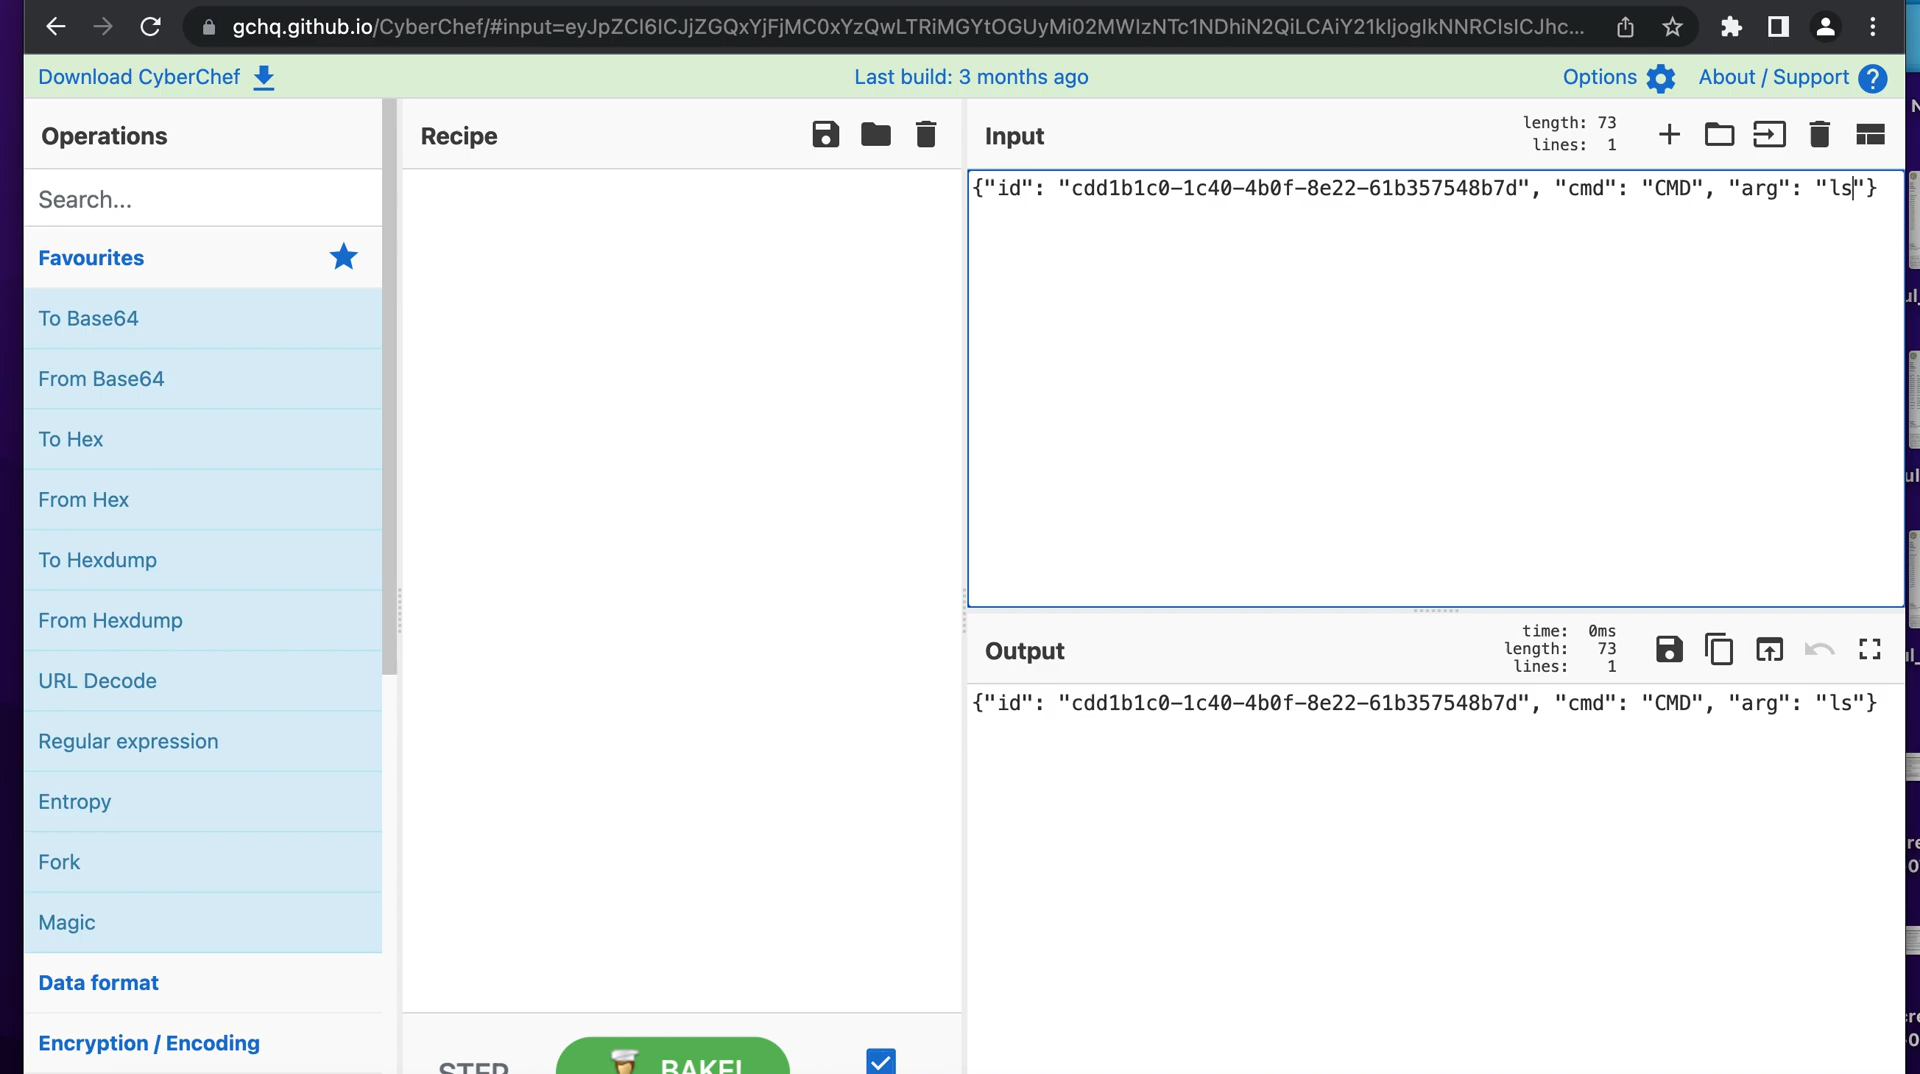 gchq.github.io/CyberChef/#input=eyJpZCI6ICJjZGQxYjFjMC0xYzQwLTRiMGYtOGUyMi02MWIzNTc1NDhiN2QiLCAiY21kIjogIkNNRCIsICJhc...
Download CyberChef
Last build: 3 months ago
Options
About / Support
Operations
Search...
Favourites
To Base64
From Base64
To Hex
From Hex
To Hexdump
From Hexdump
URL Decode
Regular expression
Entropy
Fork
Magic
Data format
Encryption / Encoding
Recipe
STEP
BAKE!
Input
length: 73
lines: 1
{"id": "cdd1b1c0-1c40-4b0f-8e22-61b357548b7d", "cmd": "CMD", "arg": "ls"}
Output
time: 0ms
length: 73
lines: 1
{"id": "cdd1b1c0-1c40-4b0f-8e22-61b357548b7d", "cmd": "CMD", "arg": "ls"}